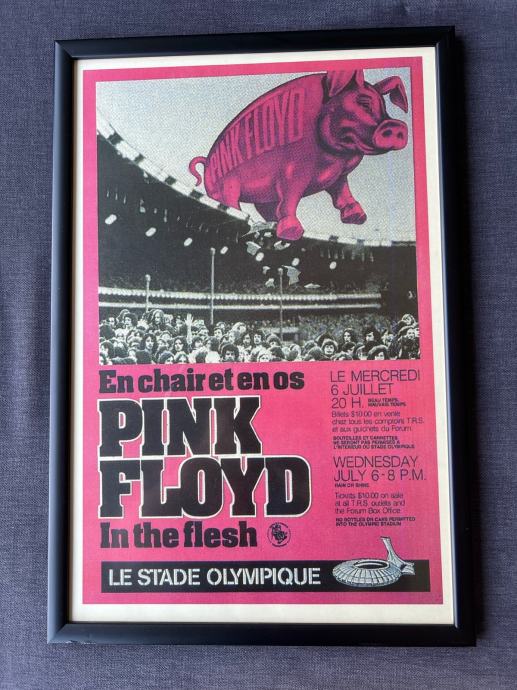 PINK FLOYD
En chair et en os
PINK
FLOYD
In the flesh
LE MERCREDI
6 JUILLET
20 H. BEAU TEMPS,
MAUVAIS TEMPS
Billets $10.00 en vente
chez tous les comptoirs T.R.S.
et aux guichets du Forum
BOUTEILLES ET CANNETTES
NE SERONT PAS PERMISES A
L'INTERIEUR DU STADE OLYMPIQUE
WEDNESDAY
JULY 6-8 P.M.
RAIN OR SHINE
Tickets $10.00 on sale
at all T.R.S. outlets and
the Forum Box Office
NO BOTTLES OR CANS PERMITTED
INTO THE OLYMPIC STADIUM
LE STADE OLYMPIQUE